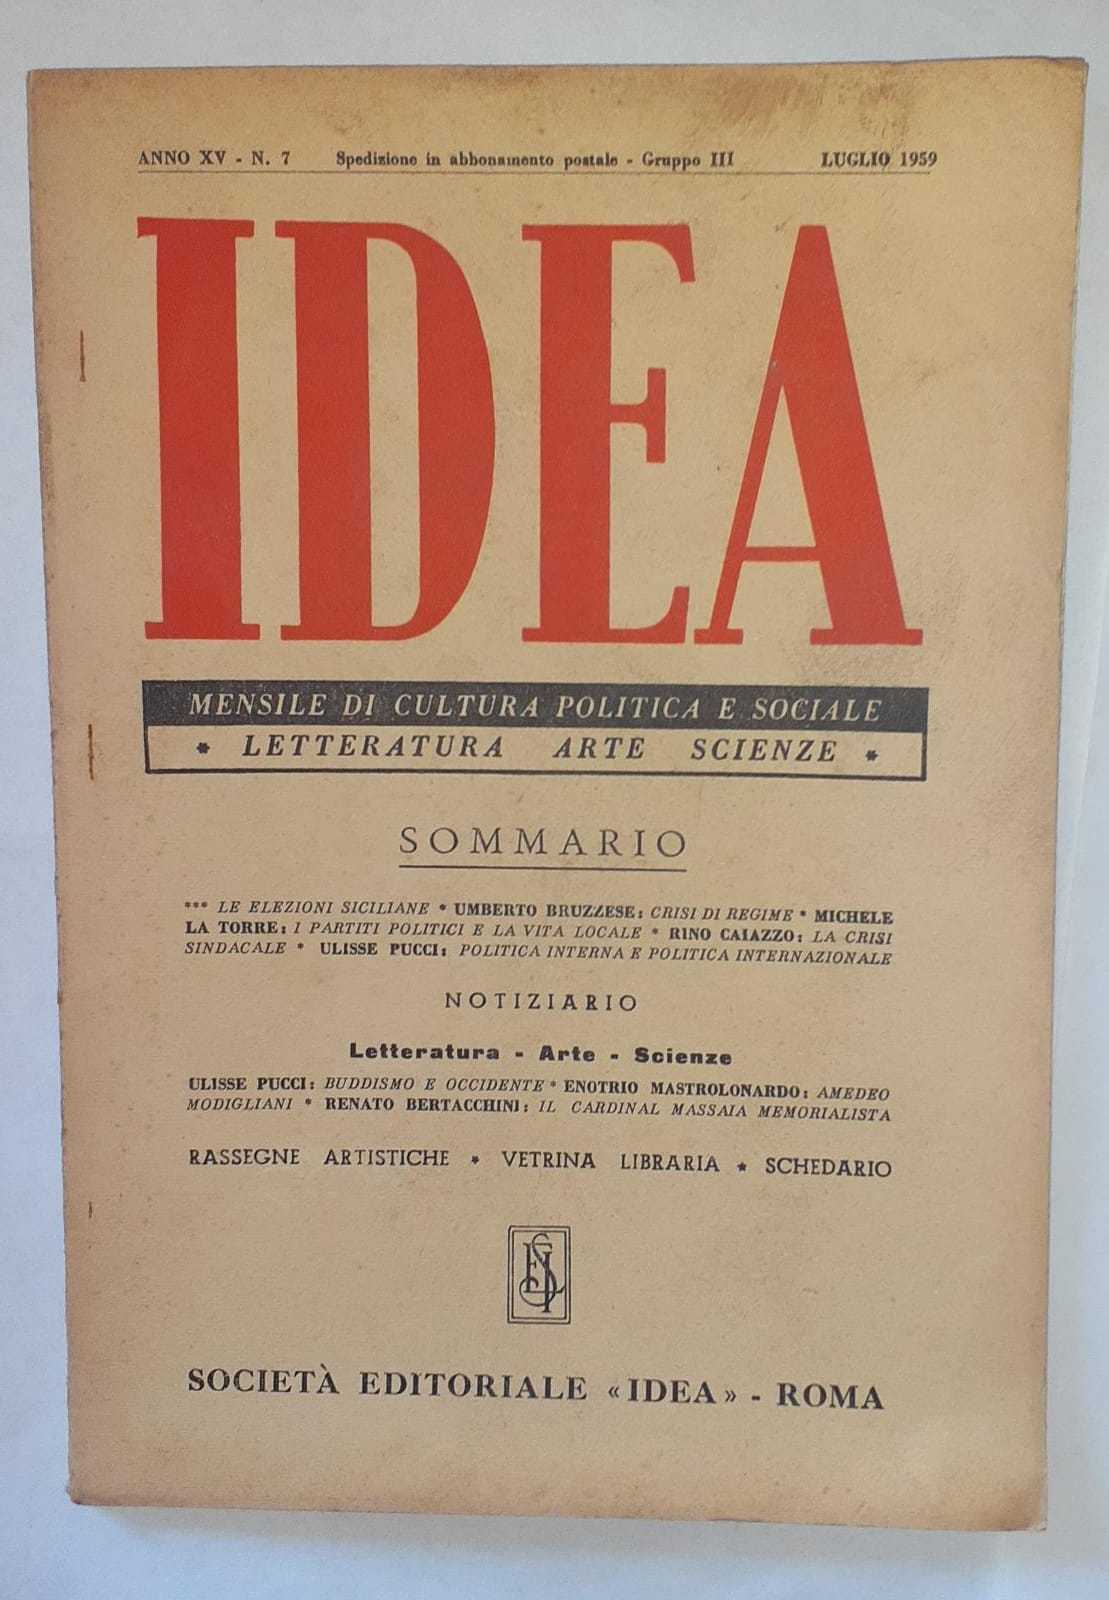 ANNO XV - N. 7 Spedizione in abbonamento postale - Gruppo III LUGLIO 1959
IDEA
MENSILE DI CULTURA POLITICA E SOCIALE
* LETTERATURA ARTE SCIENZE *
SOMMARIO
*** LE ELEZIONI SICILIANE * UMBERTO BRUZZESE: CRISI DI REGIME * MICHELE
LA TORRE: I PARTITI POLITICI E LA VITA LOCALE * RINO CAIAZZO: LA CRISI
SINDACALE * ULISSE PUCCI: POLITICA INTERNA E POLITICA INTERNAZIONALE
NOTIZIARIO
Letteratura - Arte - Scienze
ULISSE PUCCI: BUDDISMO E OCCIDENTE * ENOTRIO MASTROLONARDO: AMEDEO
MODIGLIANI * RENATO BERTACCHINI: IL CARDINAL MASSAIA MEMORIALISTA
RASSEGNE ARTISTICHE * VETRINA LIBRARIA * SCHEDARIO
SOCIETÀ EDITORIALE «IDEA» - ROMA